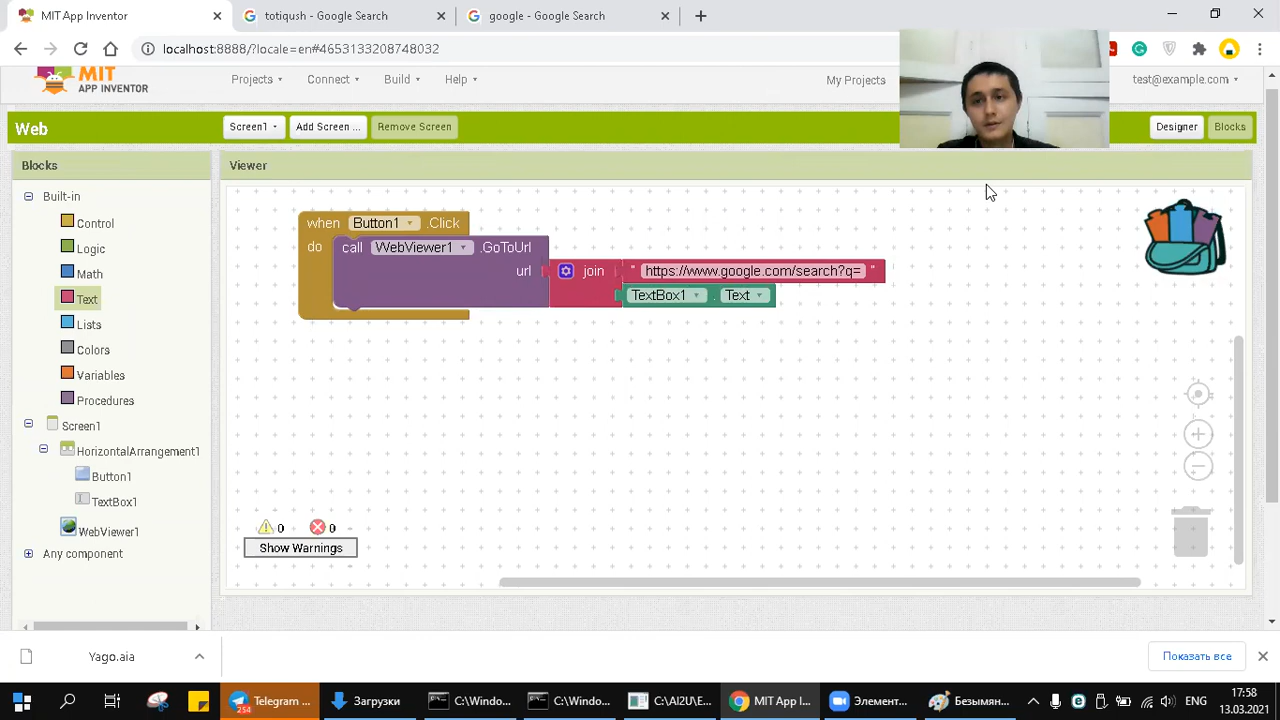 MIT App Inventor
totiqush - Google Search
google - Google Search
localhost:8888/?locale=en#4653133208748032
MIT
APP INVENTOR
Projects
Connect
Build
Help
My Projects
test@example.com
Web
Screen1
Add Screen ...
Remove Screen
Designer
Blocks
Blocks
Viewer
Built-in
Control
Logic
Math
Text
Lists
Colors
Variables
Procedures
Screen1
HorizontalArrangement1
Button1
TextBox1
WebViewer1
Any component
when Button1 .Click
do call WebViewer1 .GoToUrl
url join " https://www.google.com/search?q= "
TextBox1 . Text
0 0
Show Warnings
Yago.aia
Показать все
Telegram ...
254
Загрузки
C:\Windo...
C:\Windo...
C:\AI2U\E...
MIT App I...
Элемент...
Безымян...
ENG
17:58
13.03.2021